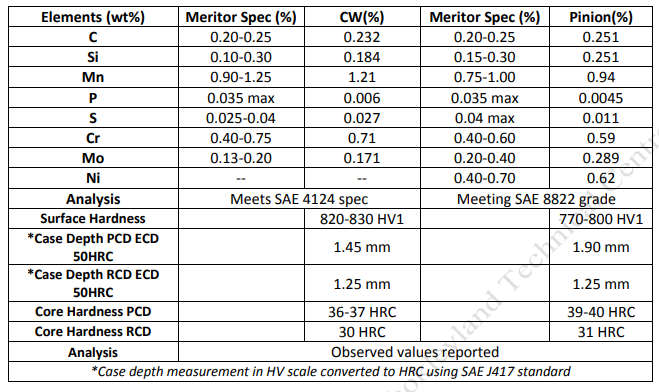 Elements (wt%) Meritor Spec (%) CW(%) Meritor Spec (%) Pinion(%)
C 0.20-0.25 0.232 0.20-0.25 0.251
Si 0.10-0.30 0.184 0.15-0.30 0.251
Mn 0.90-1.25 1.21 0.75-1.00 0.94
P 0.035 max 0.006 0.035 max 0.0045
S 0.025-0.04 0.027 0.04 max 0.011
Cr 0.40-0.75 0.71 0.40-0.60 0.59
Mo 0.13-0.20 0.171 0.20-0.40 0.289
Ni -- -- 0.40-0.70 0.62
Analysis Meets SAE 4124 spec Meeting SAE 8822 grade
Surface Hardness 820-830 HV1 770-800 HV1
*Case Depth PCD ECD
50HRC 1.45 mm 1.90 mm
*Case Depth RCD ECD
50HRC 1.25 mm 1.25 mm
Core Hardness PCD 36-37 HRC 39-40 HRC
Core Hardness RCD 30 HRC 31 HRC
Analysis Observed values reported
*Case depth measurement in HV scale converted to HRC using SAE J417 standard
Leyland Technical Centr